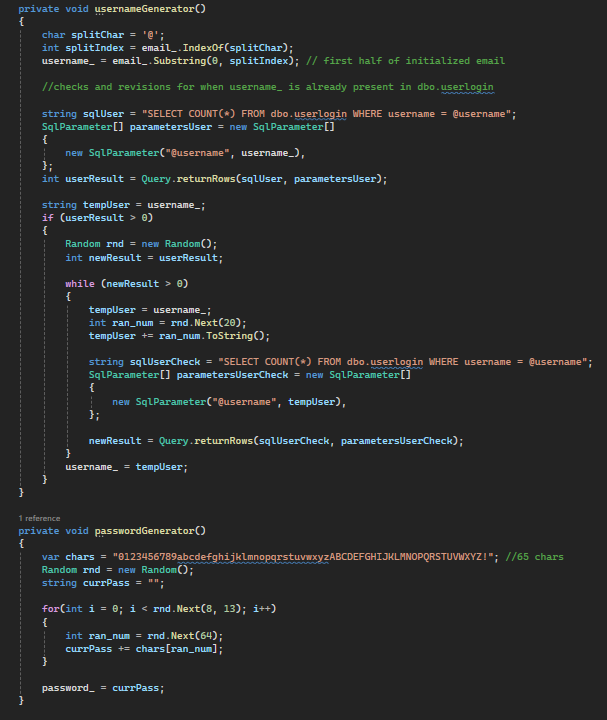 private void usernameGenerator()
{
char splitChar = '@';
int splitIndex = email_.IndexOf(splitChar);
username_ = email_.Substring(0, splitIndex); // first half of initialized email
//checks and revisions for when username_ is already present in dbo.userlogin
string sqlUser = "SELECT COUNT(*) FROM dbo.userlogin WHERE username = @username";
SqlParameter[] parametersUser = new SqlParameter[]
{
new SqlParameter("@username", username_),
};
int userResult = Query.returnRows(sqlUser, parametersUser);
string tempUser = username_;
if (userResult > 0)
{
Random rnd = new Random();
int newResult = userResult;
while (newResult > 0)
{
tempUser = username_;
int ran_num = rnd.Next(20);
tempUser += ran_num.ToString();
string sqlUserCheck = "SELECT COUNT(*) FROM dbo.userlogin WHERE username = @username";
SqlParameter[] parametersUserCheck = new SqlParameter[]
{
new SqlParameter("@username", tempUser),
};
newResult = Query.returnRows(sqlUserCheck, parametersUserCheck);
}
username_ = tempUser;
}
}
1 reference
private void passwordGenerator()
{
var chars = "0123456789abcdefghijklmnopqrstuvwxyzABCDEFGHIJKLMNOPQRSTUVWXYZ!"; //65 chars
Random rnd = new Random();
string currPass = "";
for(int i = 0; i < rnd.Next(8, 13); i++)
{
int ran_num = rnd.Next(64);
currPass += chars[ran_num];
}
password_ = currPass;
}